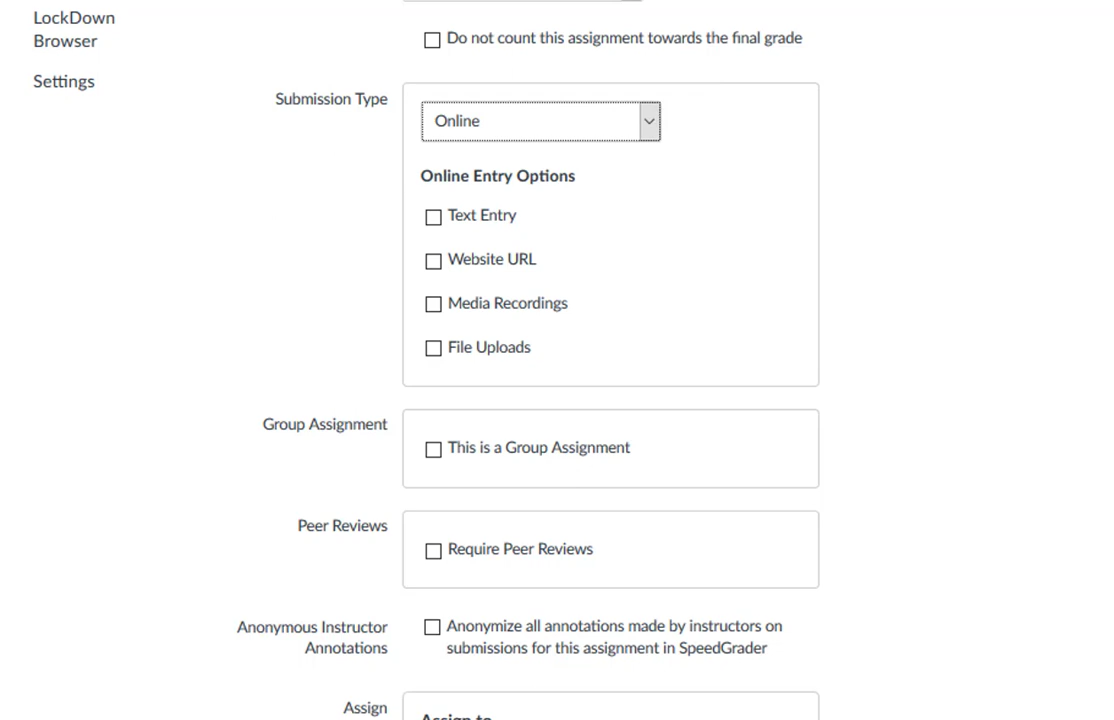 LockDown
Browser
Do not count this assignment towards the final grade
Settings
Submission Type
Online
Online Entry Options
Text Entry
Website URL
Media Recordings
File Uploads
Group Assignment
This is a Group Assignment
Peer Reviews
Require Peer Reviews
Anonymous Instructor
Annotations
Anonymize all annotations made by instructors on
submissions for this assignment in SpeedGrader
Assign
Assign to